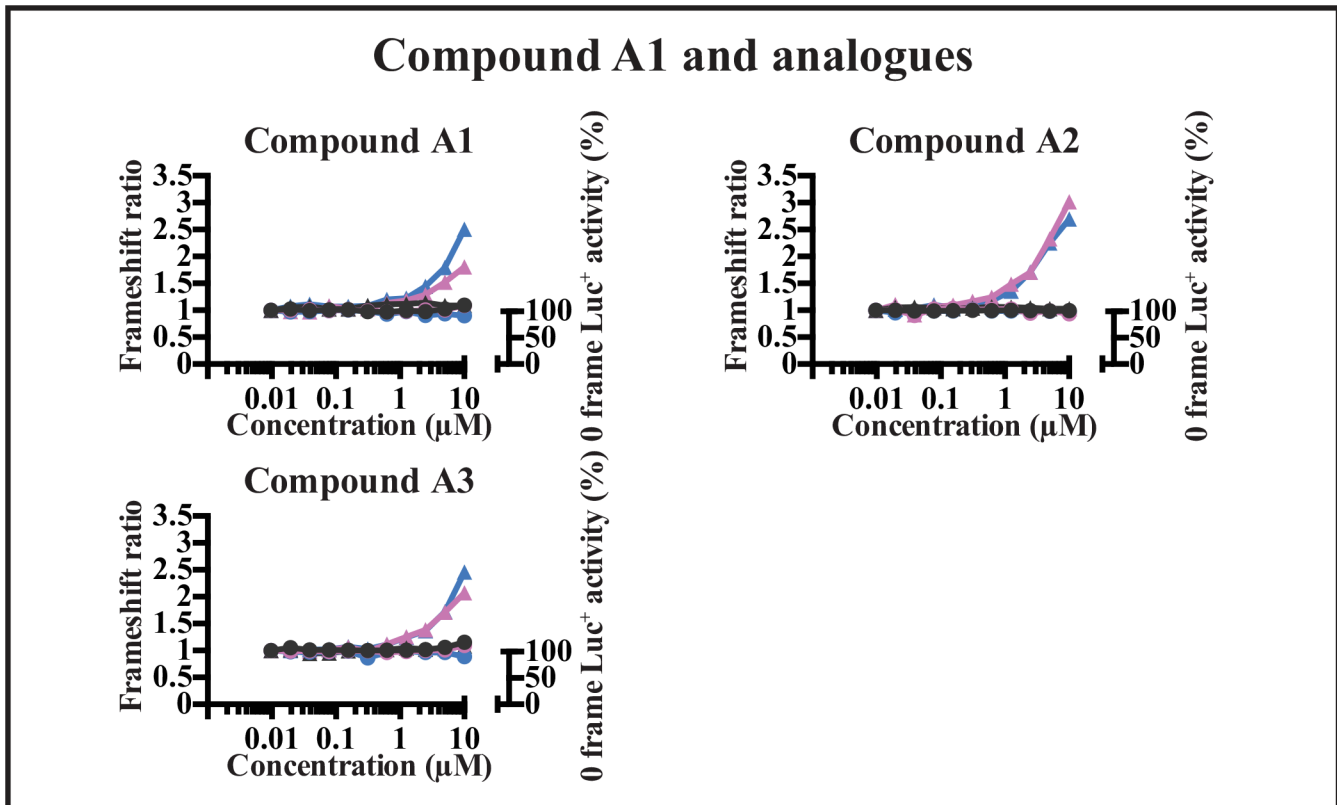 Compound A1 and analogues
Compound A1
Frameshift ratio
3.5
3
2.5
2
1.5
1
0.5
0
0.01 0.1 1 10
Concentration (µM)
100
50
0
0 frame Luc⁺ activity (%)
Compound A2
Frameshift ratio
3.5
3
2.5
2
1.5
1
0.5
0
0.01 0.1 1 10
Concentration (µM)
100
50
0
0 frame Luc⁺ activity (%)
Compound A3
Frameshift ratio
3.5
3
2.5
2
1.5
1
0.5
0
0.01 0.1 1 10
Concentration (µM)
100
50
0
0 frame Luc⁺ activity (%)